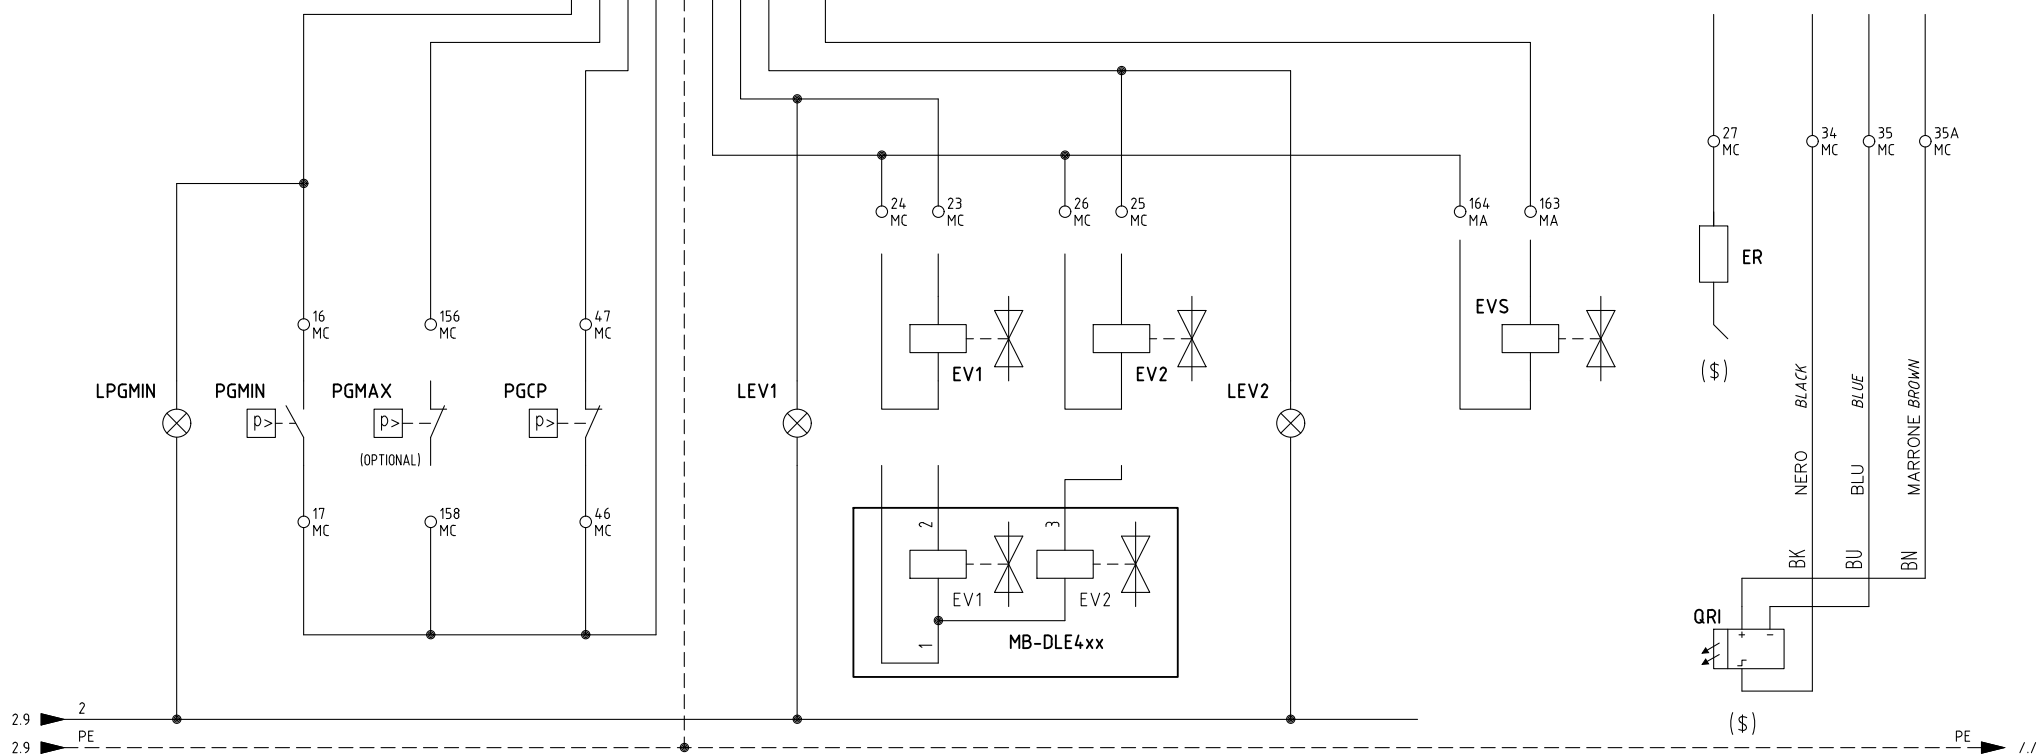 27
MC
34
MC
35
MC
35A
MC
24
MC
23
MC
26
MC
25
MC
164
MA
163
MA
ER
EVS
16
MC
156
MC
47
MC
EV1
EV2
($)
LPGMIN
PGMIN
PGMAX
PGCP
LEV1
LEV2
p>
p>
p>
(OPTIONAL)
NERO BLACK
BLU BLUE
MARRONE BROWN
17
MC
158
MC
46
MC
2
3
BK
BU
BN
EV1
EV2
1
MB-DLE4xx
QRI
+
-
($)
2.9
2
2.9
PE
PE